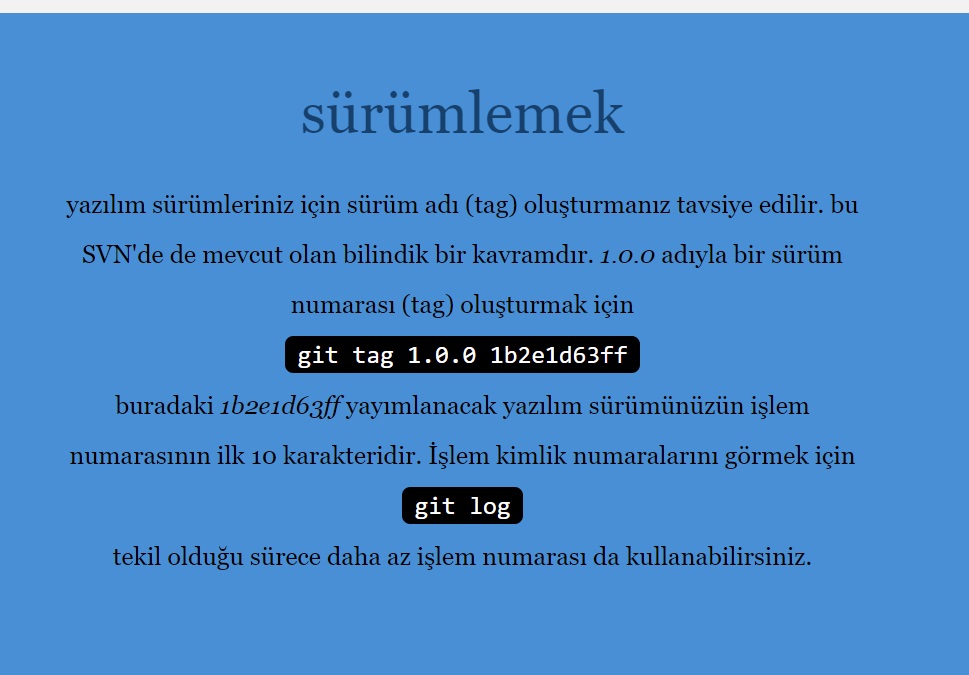 sürümlemek
yazılım sürümleriniz için sürüm adı (tag) oluşturmanız tavsiye edilir. bu
SVN'de de mevcut olan bilindik bir kavramdır. 1.0.0 adıyla bir sürüm
numarası (tag) oluşturmak için
git tag 1.0.0 1b2e1d63ff
buradaki 1b2e1d63ff yayımlanacak yazılım sürümünüzün işlem
numarasının ilk 10 karakteridir. İşlem kimlik numaralarını görmek için
git log
tekil olduğu sürece daha az işlem numarası da kullanabilirsiniz.